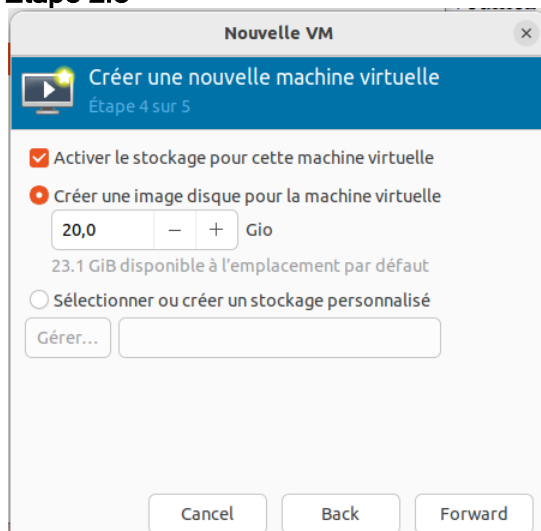 Nouvelle VM
Créer une nouvelle machine virtuelle
Étape 4 sur 5
Activer le stockage pour cette machine virtuelle
Créer une image disque pour la machine virtuelle
20,0 − + Gio
23.1 GiB disponible à l'emplacement par défaut
Sélectionner ou créer un stockage personnalisé
Gérer...
Cancel Back Forward